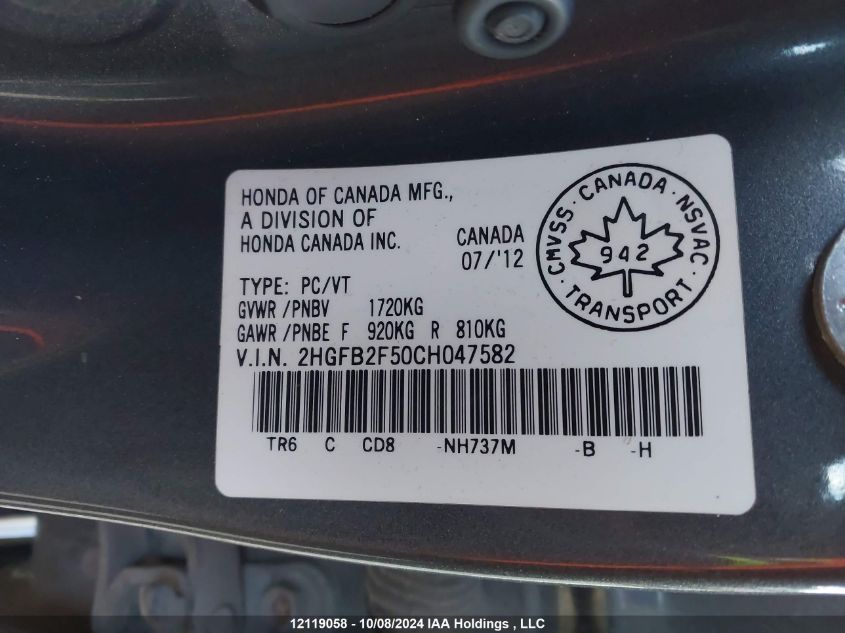 HONDA OF CANADA MFG.,
A DIVISION OF
HONDA CANADA INC.
CANADA
07/'12
CMVSS · CANADA · NSVAC
942
· TRANSPORT ·
TYPE: PC/VT
GVWR /PNBV 1720KG
GAWR /PNBE F 920KG R 810KG
V.I.N. 2HGFB2F50CH047582
TR6 C CD8 -NH737M -B -H
12119058 - 10/08/2024 IAA Holdings , LLC